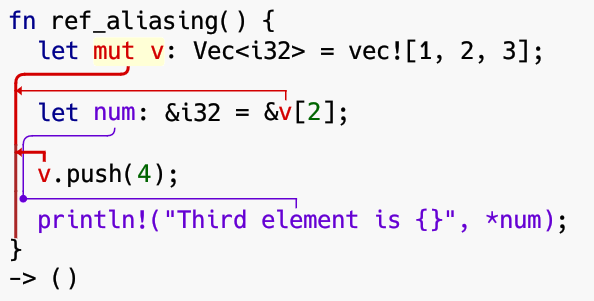 fn ref_aliasing() {
  let mut v: Vec<i32> = vec![1, 2, 3];
  let num: &i32 = &v[2];
  v.push(4);
  println!("Third element is {}", *num);
}
-> ()